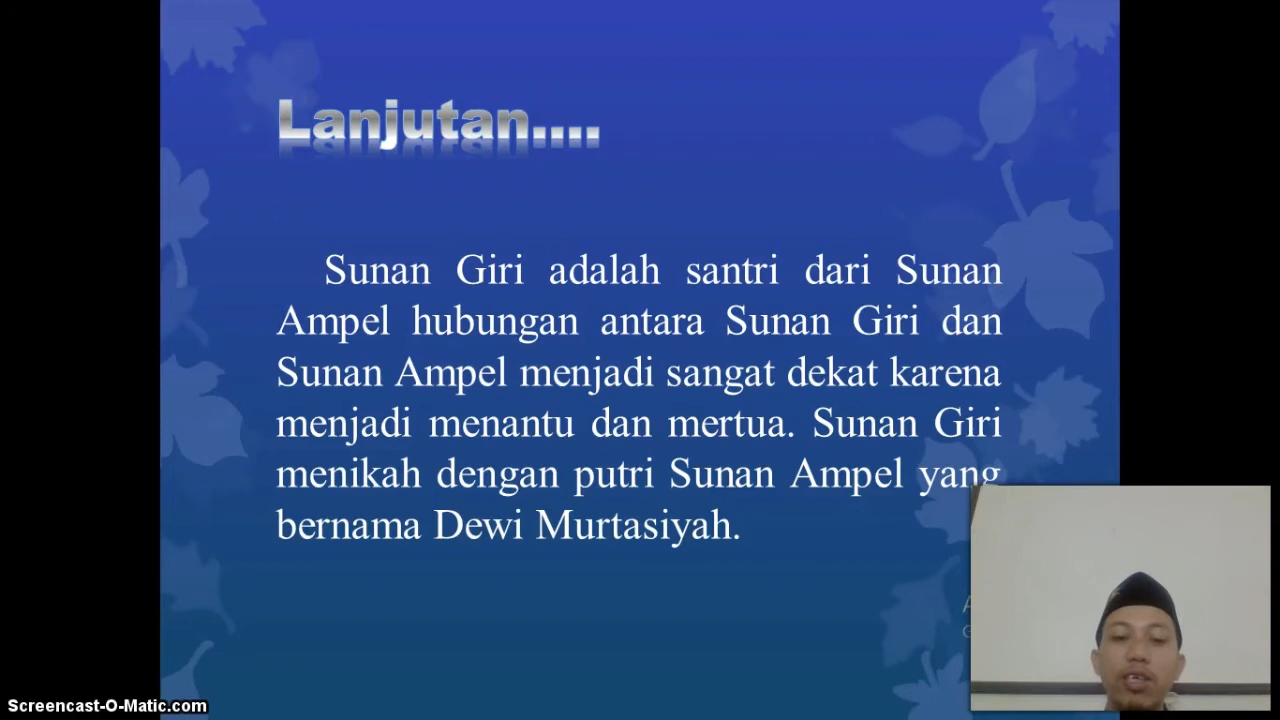 Lanjutan....
Sunan Giri adalah santri dari Sunan
Ampel hubungan antara Sunan Giri dan
Sunan Ampel menjadi sangat dekat karena
menjadi menantu dan mertua. Sunan Giri
menikah dengan putri Sunan Ampel yang
bernama Dewi Murtasiyah.
Screencast-O-Matic.com